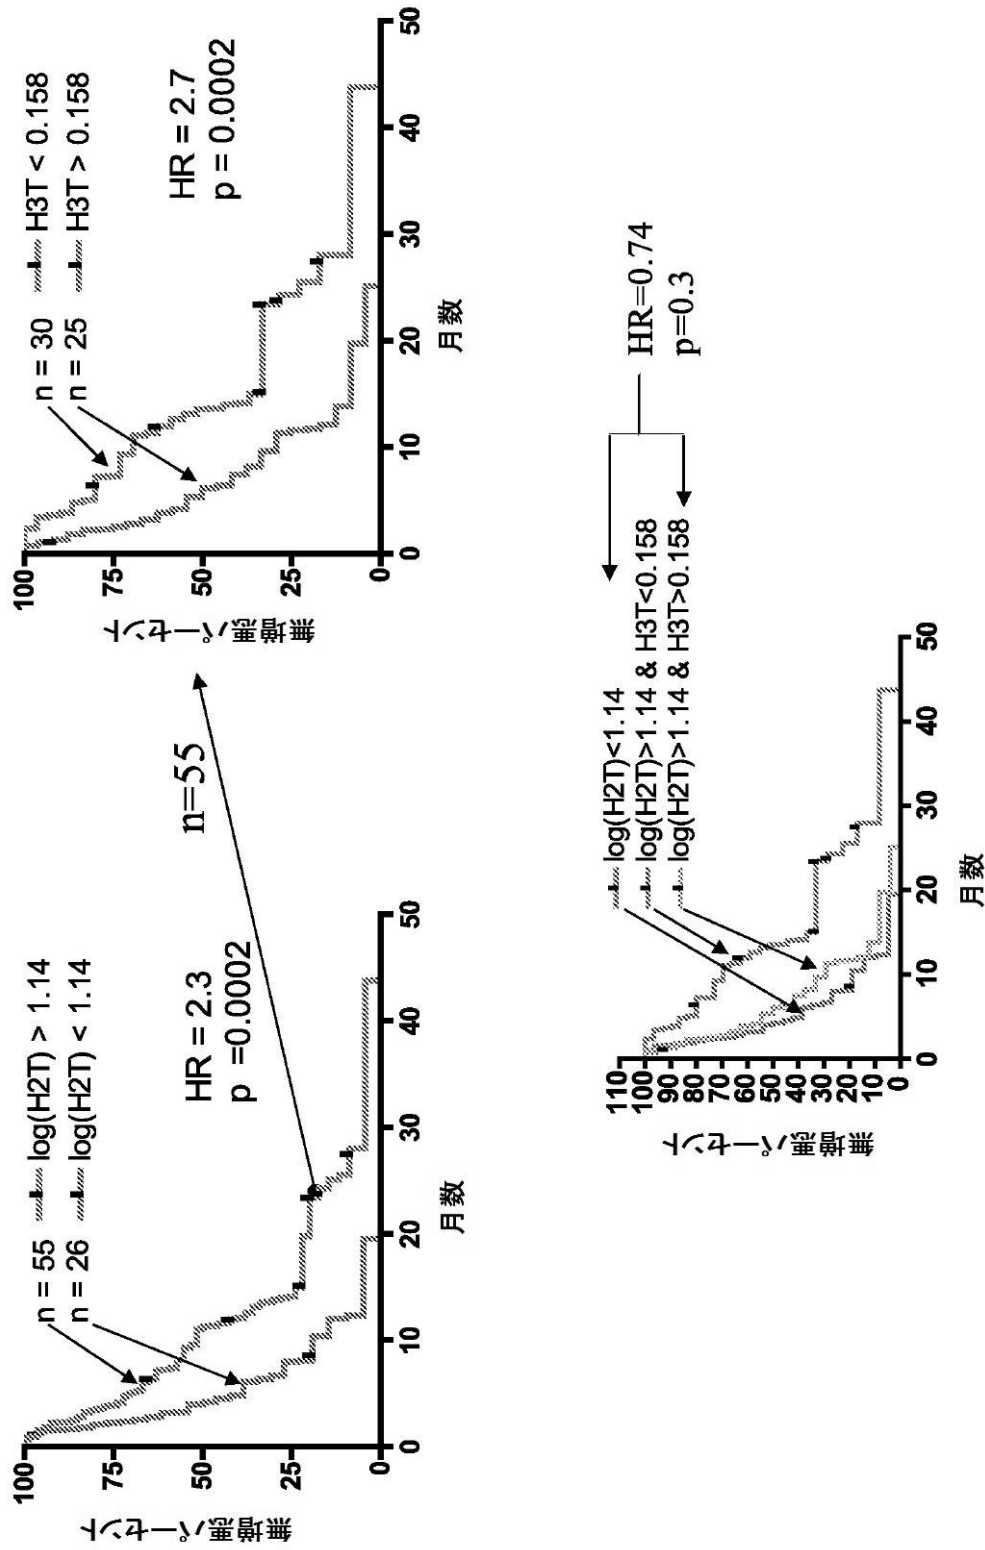 n = 55 log(H2T) > 1.14
n = 26 log(H2T) < 1.14
HR = 2.3
p =0.0002
100
75
50
25
0
無増悪パーセント
0 10 20 30 40 50
月数
n=55
n = 30 H3T < 0.158
n = 25 H3T > 0.158
HR = 2.7
p = 0.0002
100
75
50
25
0
無増悪パーセント
0 10 20 30 40 50
月数
log(H2T)<1.14
log(H2T)>1.14 & H3T<0.158
log(H2T)>1.14 & H3T>0.158
HR=0.74
p=0.3
110
100
90
80
70
60
50
40
30
20
10
0
無増悪パーセント
0 10 20 30 40 50
月数